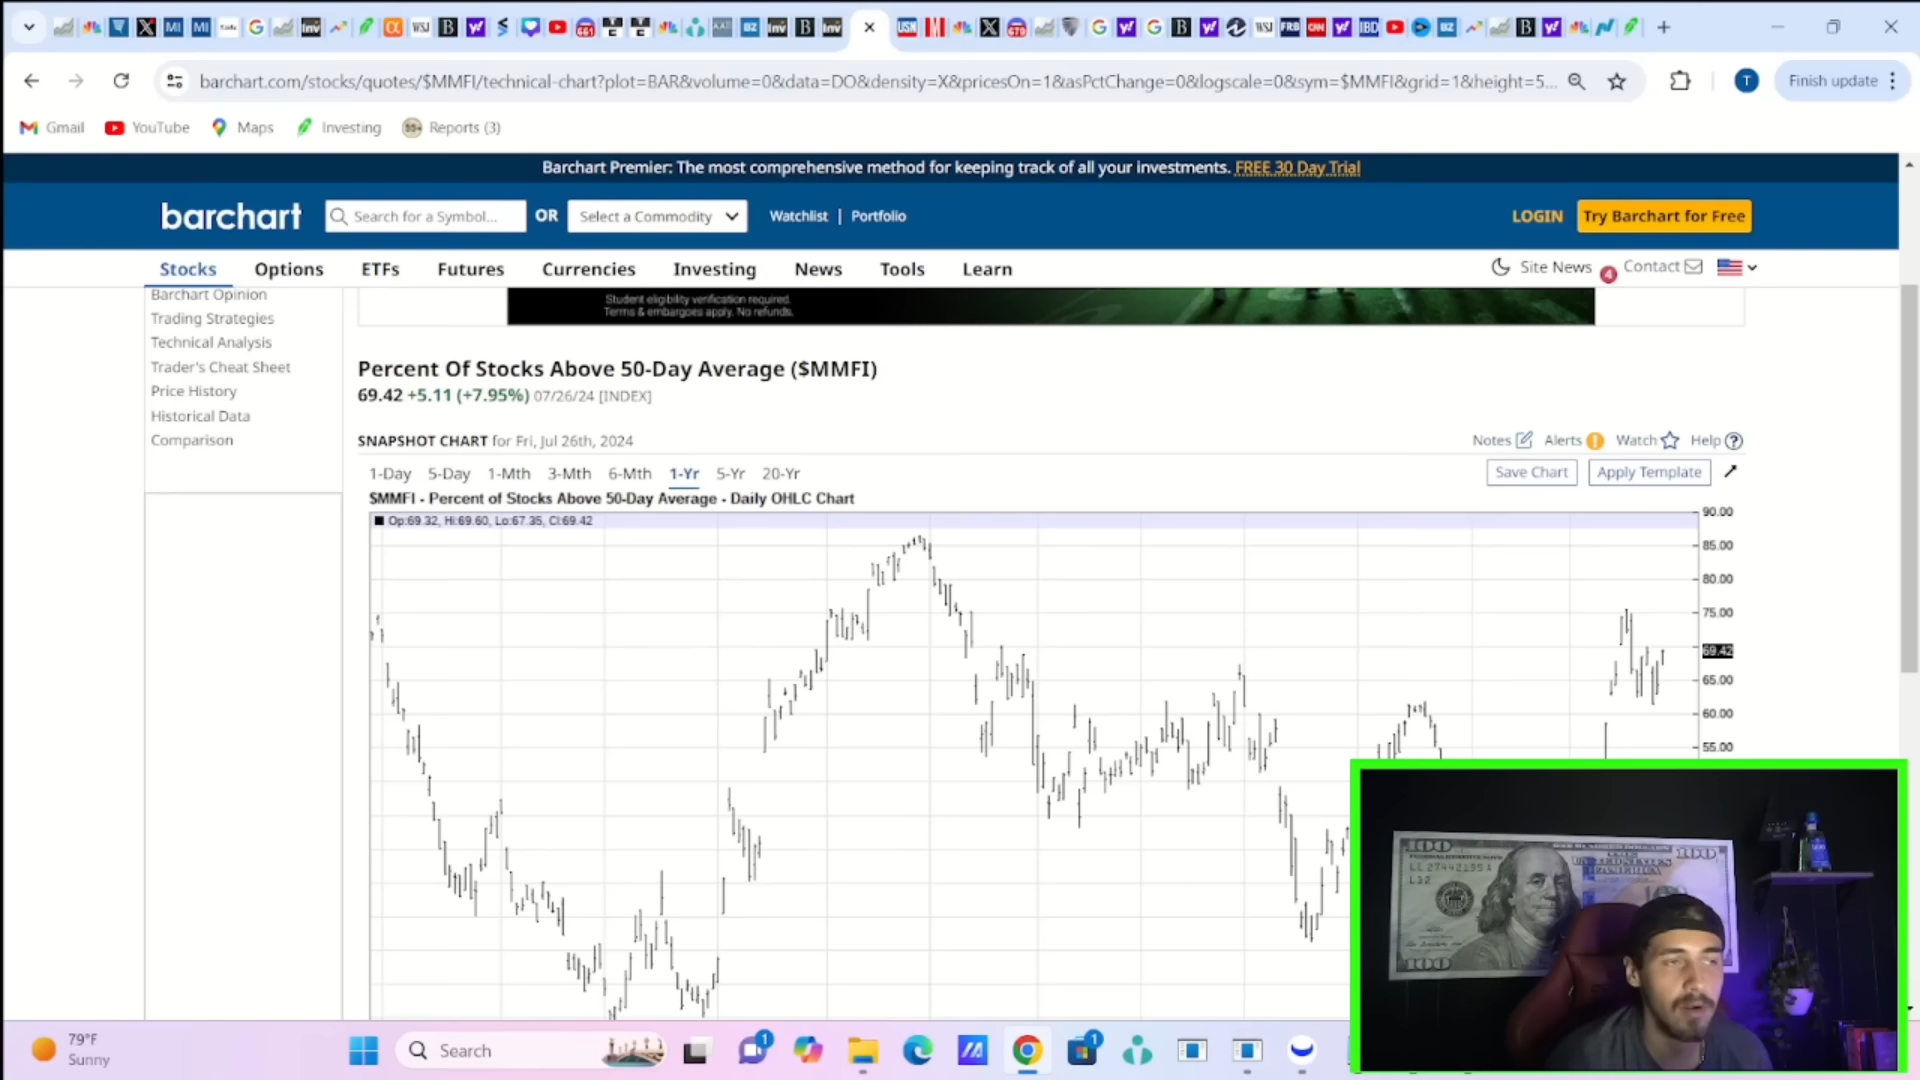 barchart.com/stocks/quotes/$MMFI/technical-chart?plot=BAR&volume=0&data=DO&density=X&pricesOn=1&asPctChange=0&logscale=0&sym=$MMFI&grid=1&height=5...
T
Finish update
Gmail
YouTube
Maps
Investing
Reports (3)
Barchart Premier: The most comprehensive method for keeping track of all your investments. FREE 30 Day Trial
barchart
Search for a Symbol...
OR
Select a Commodity
Watchlist | Portfolio
LOGIN
Try Barchart for Free
Stocks
Options
ETFs
Futures
Currencies
Investing
News
Tools
Learn
Site News
4
Contact
Barchart Opinion
Trading Strategies
Technical Analysis
Trader's Cheat Sheet
Price History
Historical Data
Comparison
Student eligibility verification required.
Terms & embargoes apply. No refunds.
Percent Of Stocks Above 50-Day Average ($MMFI)
69.42 +5.11 (+7.95%) 07/26/24 [INDEX]
SNAPSHOT CHART for Fri, Jul 26th, 2024
Notes
Alerts
Watch
Help
1-Day
5-Day
1-Mth
3-Mth
6-Mth
1-Yr
5-Yr
20-Yr
Save Chart
Apply Template
$MMFI - Percent of Stocks Above 50-Day Average - Daily OHLC Chart
Op:69.32, Hi:69.60, Lo:67.35, Cl:69.42
90.00
85.00
80.00
75.00
69.42
65.00
60.00
55.00
100
100
L32
100
79°F
Sunny
Search
1
1